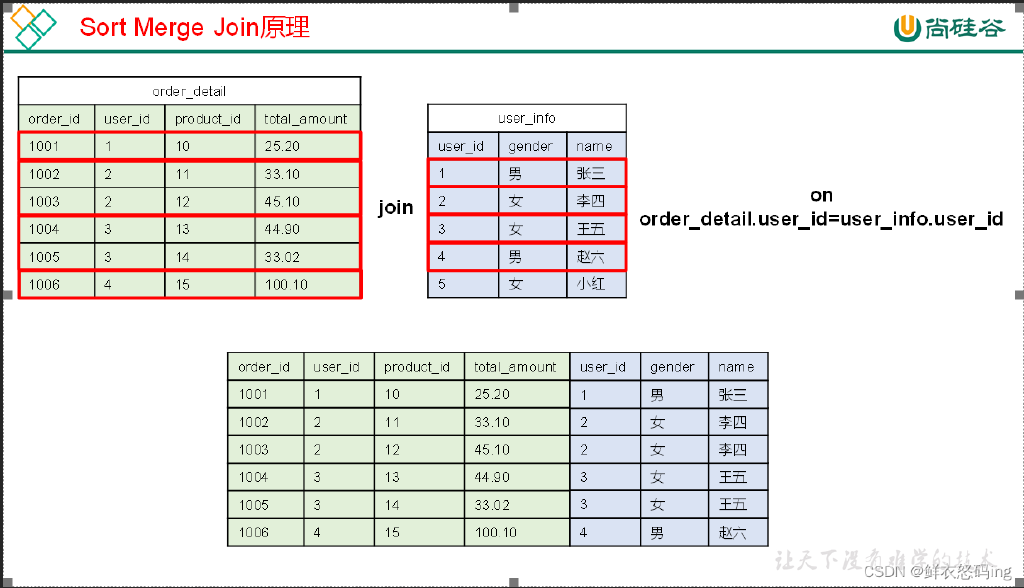 Sort Merge Join原理
尚硅谷
order_detail
order_id user_id product_id total_amount
1001 1 10 25.20
1002 2 11 33.10
1003 2 12 45.10
1004 3 13 44.90
1005 3 14 33.02
1006 4 15 100.10
join
user_info
user_id gender name
1 男 张三
2 女 李四
3 女 王五
4 男 赵六
5 女 小红
on
order_detail.user_id=user_info.user_id
order_id user_id product_id total_amount user_id gender name
1001 1 10 25.20 1 男 张三
1002 2 11 33.10 2 女 李四
1003 2 12 45.10 2 女 李四
1004 3 13 44.90 3 女 王五
1005 3 14 33.02 3 女 王五
1006 4 15 100.10 4 男 赵六
让天下没有难学的技术
CSDN @鲜衣怒码ing